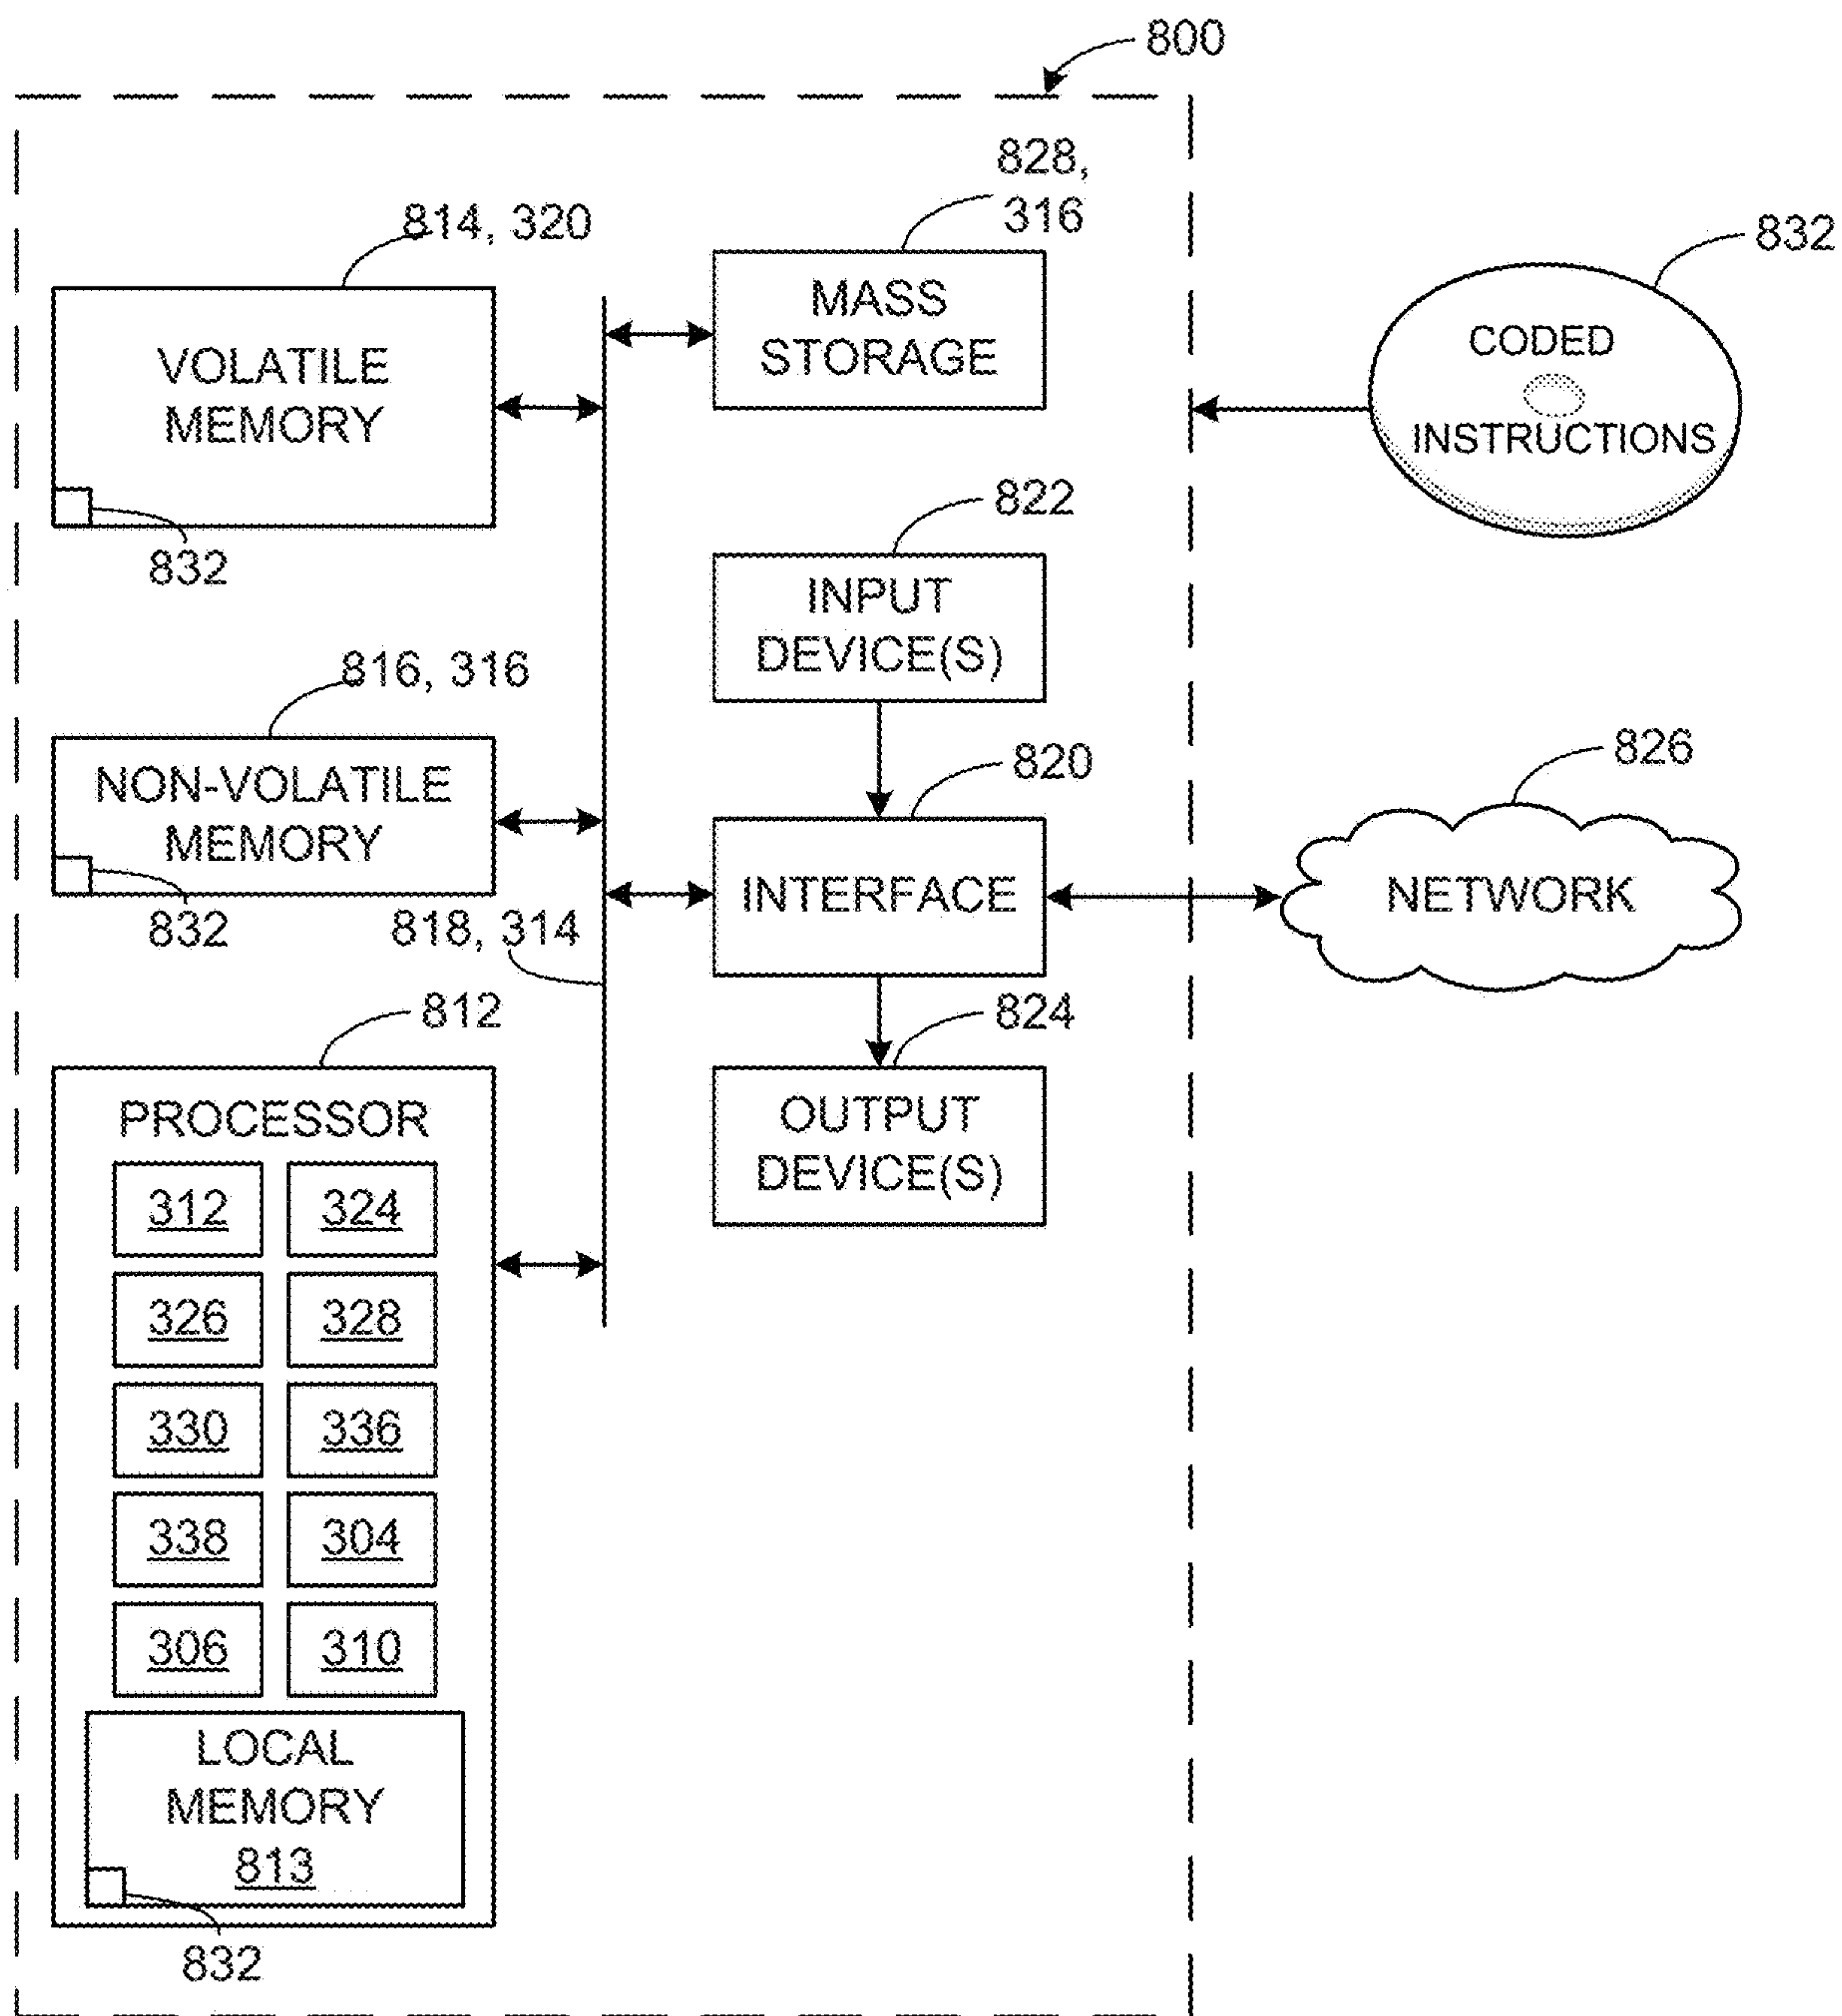 800
828,
316
814, 320
MASS
STORAGE
832
VOLATILE
MEMORY
CODED
INSTRUCTIONS
832
822
INPUT
DEVICE(S)
816, 316
NON-VOLATILE
MEMORY
832
820
INTERFACE
826
NETWORK
818, 314
812
824
OUTPUT
DEVICE(S)
PROCESSOR
312 324
326 328
330 336
338 304
306 310
LOCAL
MEMORY
813
832